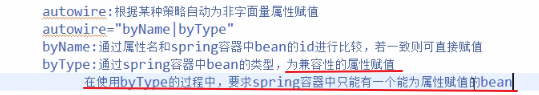 autowire:根据某种策略自动为非字面量属性赋值
autowire="byName|byType"
byName:通过属性名和spring容器中bean的id进行比较，若一致则可直接赋值
byType:通过spring容器中bean的类型，为兼容性的属性赋值
在使用byType的过程中，要求spring容器中只能有一个能为属性赋值的bean